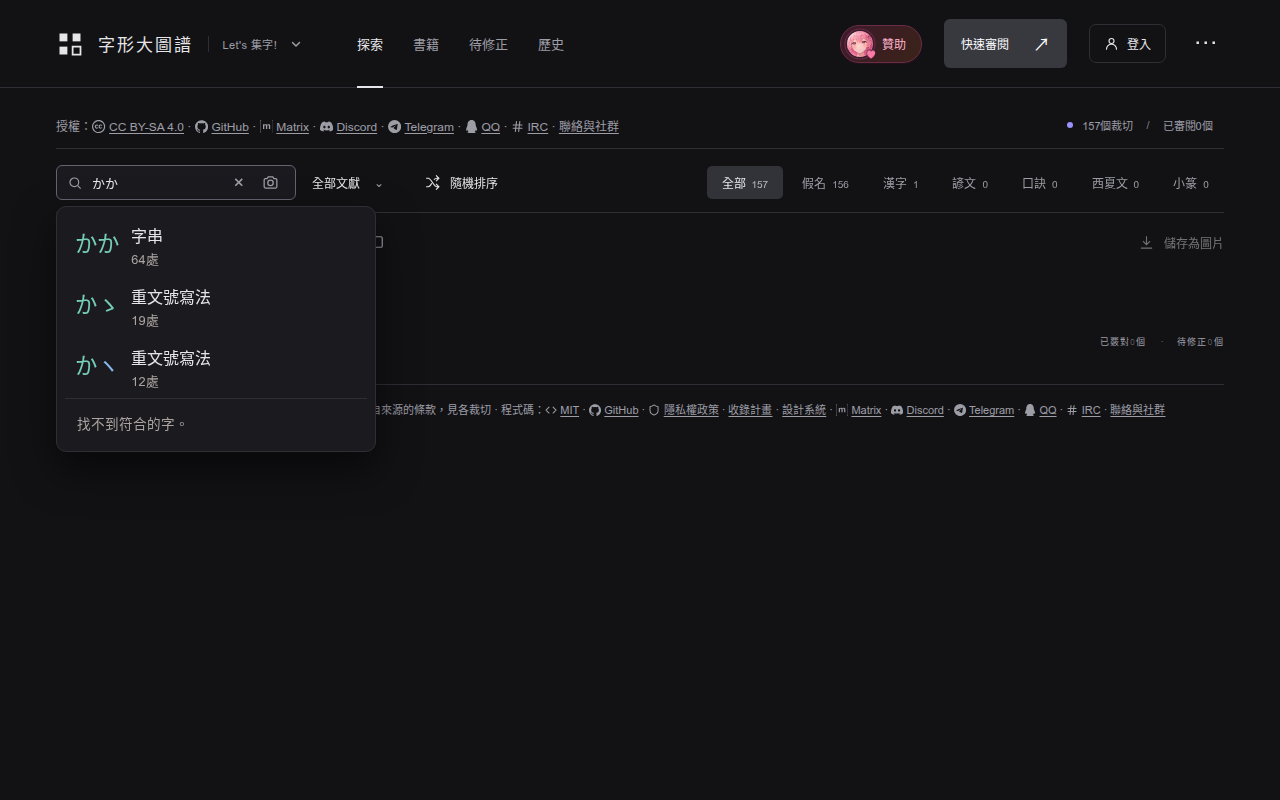 字形大圖譜
Let's 集字!
探索 書籍 待修正 歷史
贊助
快速審閱
登入
授權：CC BY-SA 4.0 · GitHub · Matrix · Discord · Telegram · QQ · IRC · 聯絡與社群
157個裁切 / 已審閱0個
かか
全部文獻
隨機排序
全部 157 假名 156 漢字 1 諺文 0 口訣 0 西夏文 0 小篆 0
かか 字串
64處
かゝ 重文號寫法
19處
か丶 重文號寫法
12處
找不到符合的字。
儲存為圖片
已覈對0個 · 待修正0個
來源的條款，見各裁切 · 程式碼：MIT · GitHub · 隱私權政策 · 收錄計畫 · 設計系統 · Matrix · Discord · Telegram · QQ · IRC · 聯絡與社群